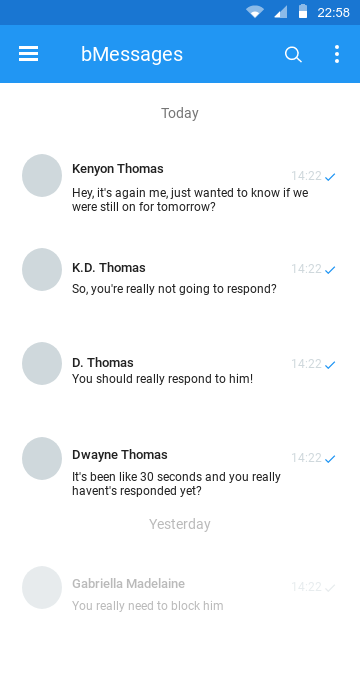 22:58
bMessages
Today
Kenyon Thomas
14:22
Hey, it's again me, just wanted to know if we
were still on for tomorrow?
K.D. Thomas
14:22
So, you're really not going to respond?
D. Thomas
14:22
You should really respond to him!
Dwayne Thomas
14:22
It's been like 30 seconds and you really
havent's responded yet?
Yesterday
Gabriella Madelaine
14:22
You really need to block him